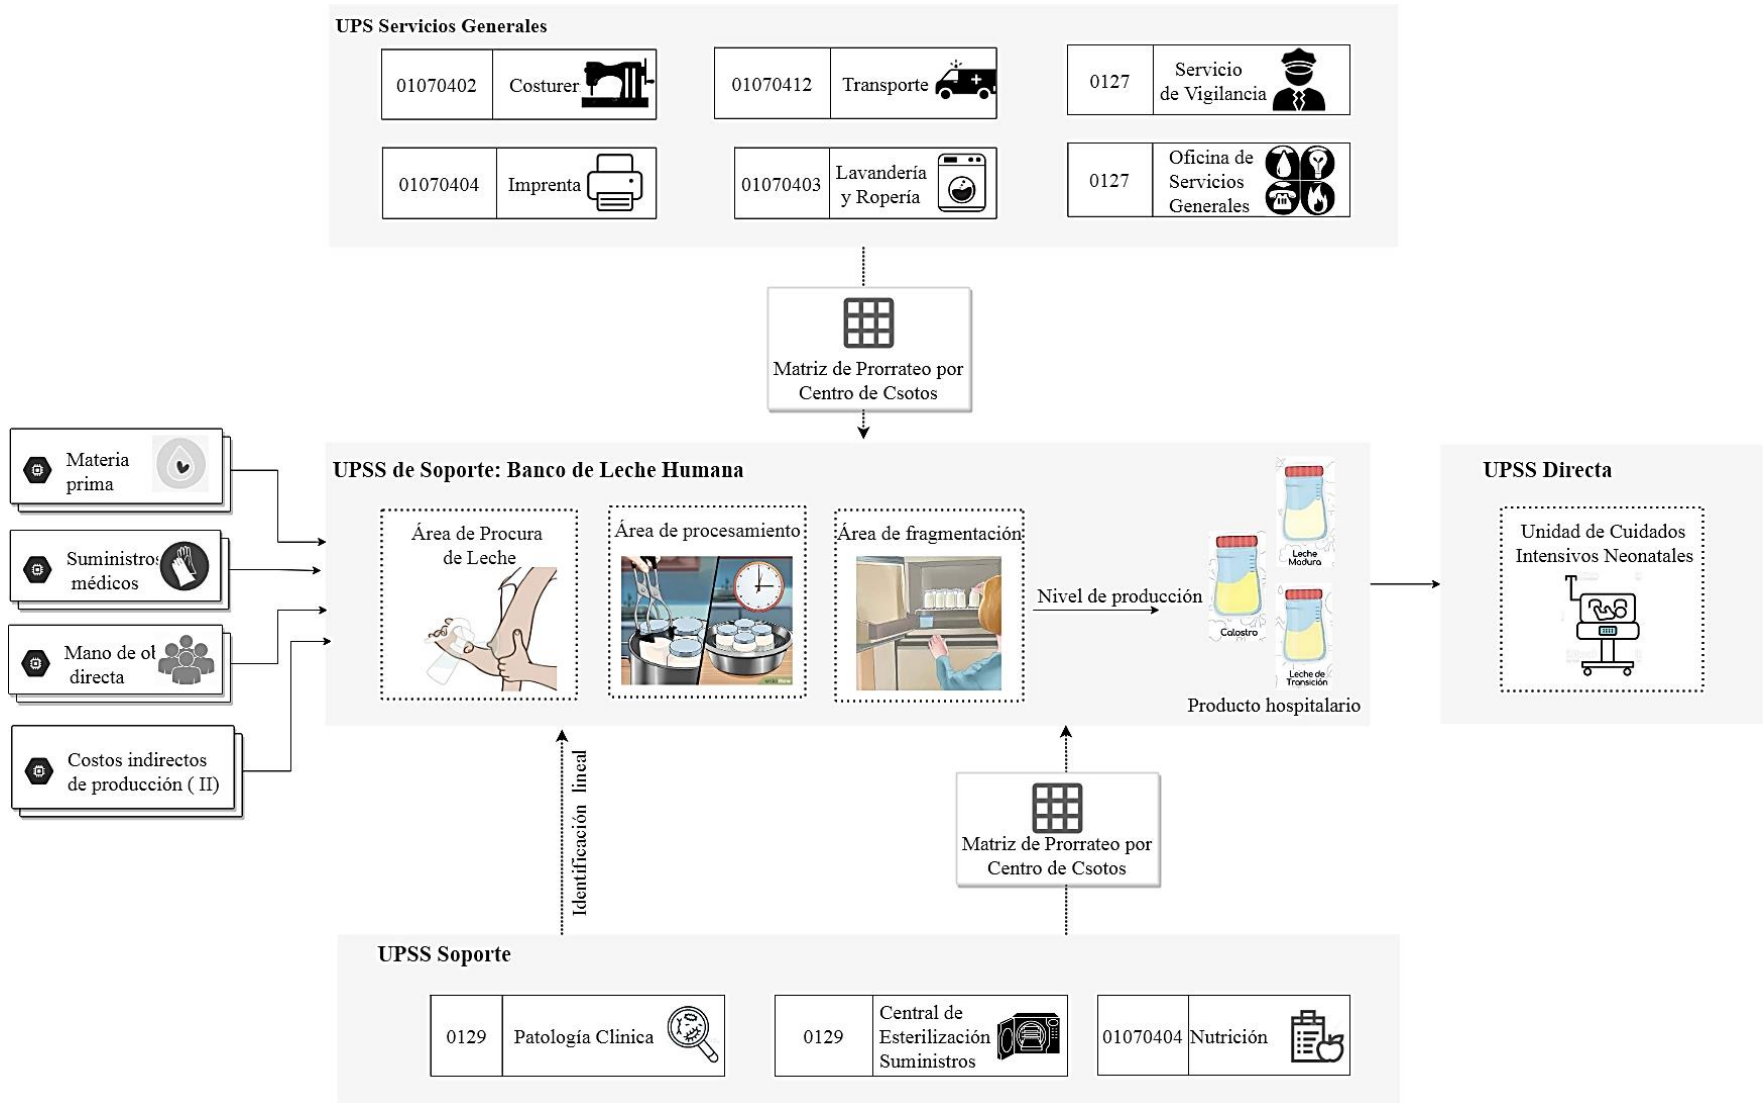 UPS Servicios Generales
01070402
Costurer
01070412
Transporte
0127
Servicio
de Vigilancia
01070404
Imprenta
01070403
Lavandería
y Ropería
0127
Oficina de
Servicios
Generales
Matriz de Prorrateo por
Centro de Csotos
Materia
prima
Suministros
médicos
Mano de ob
directa
Costos indirectos
de producción ( II)
UPSS de Soporte: Banco de Leche Humana
Área de Procura
de Leche
Área de procesamiento
Área de fragmentación
Nivel de producción
Leche
Madura
Calostro
Leche de
Transición
Producto hospitalario
UPSS Directa
Unidad de Cuidados
Intensivos Neonatales
Identificación lineal
Matriz de Prorrateo por
Centro de Csotos
UPSS Soporte
0129
Patología Clinica
0129
Central de
Esterilización
Suministros
01070404
Nutrición